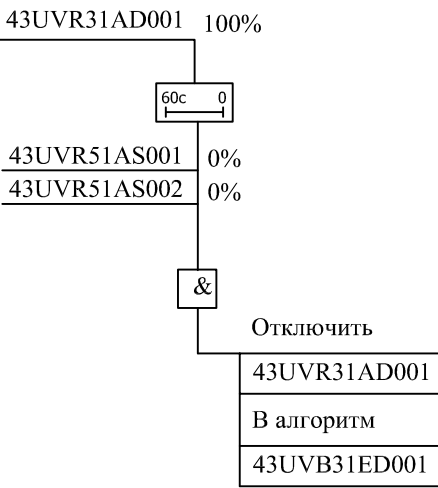 43UVR31AD001 100%
60с 0
43UVR51AS001 0%
43UVR51AS002 0%
&
Отключить
43UVR31AD001
В алгоритм
43UVB31ED001